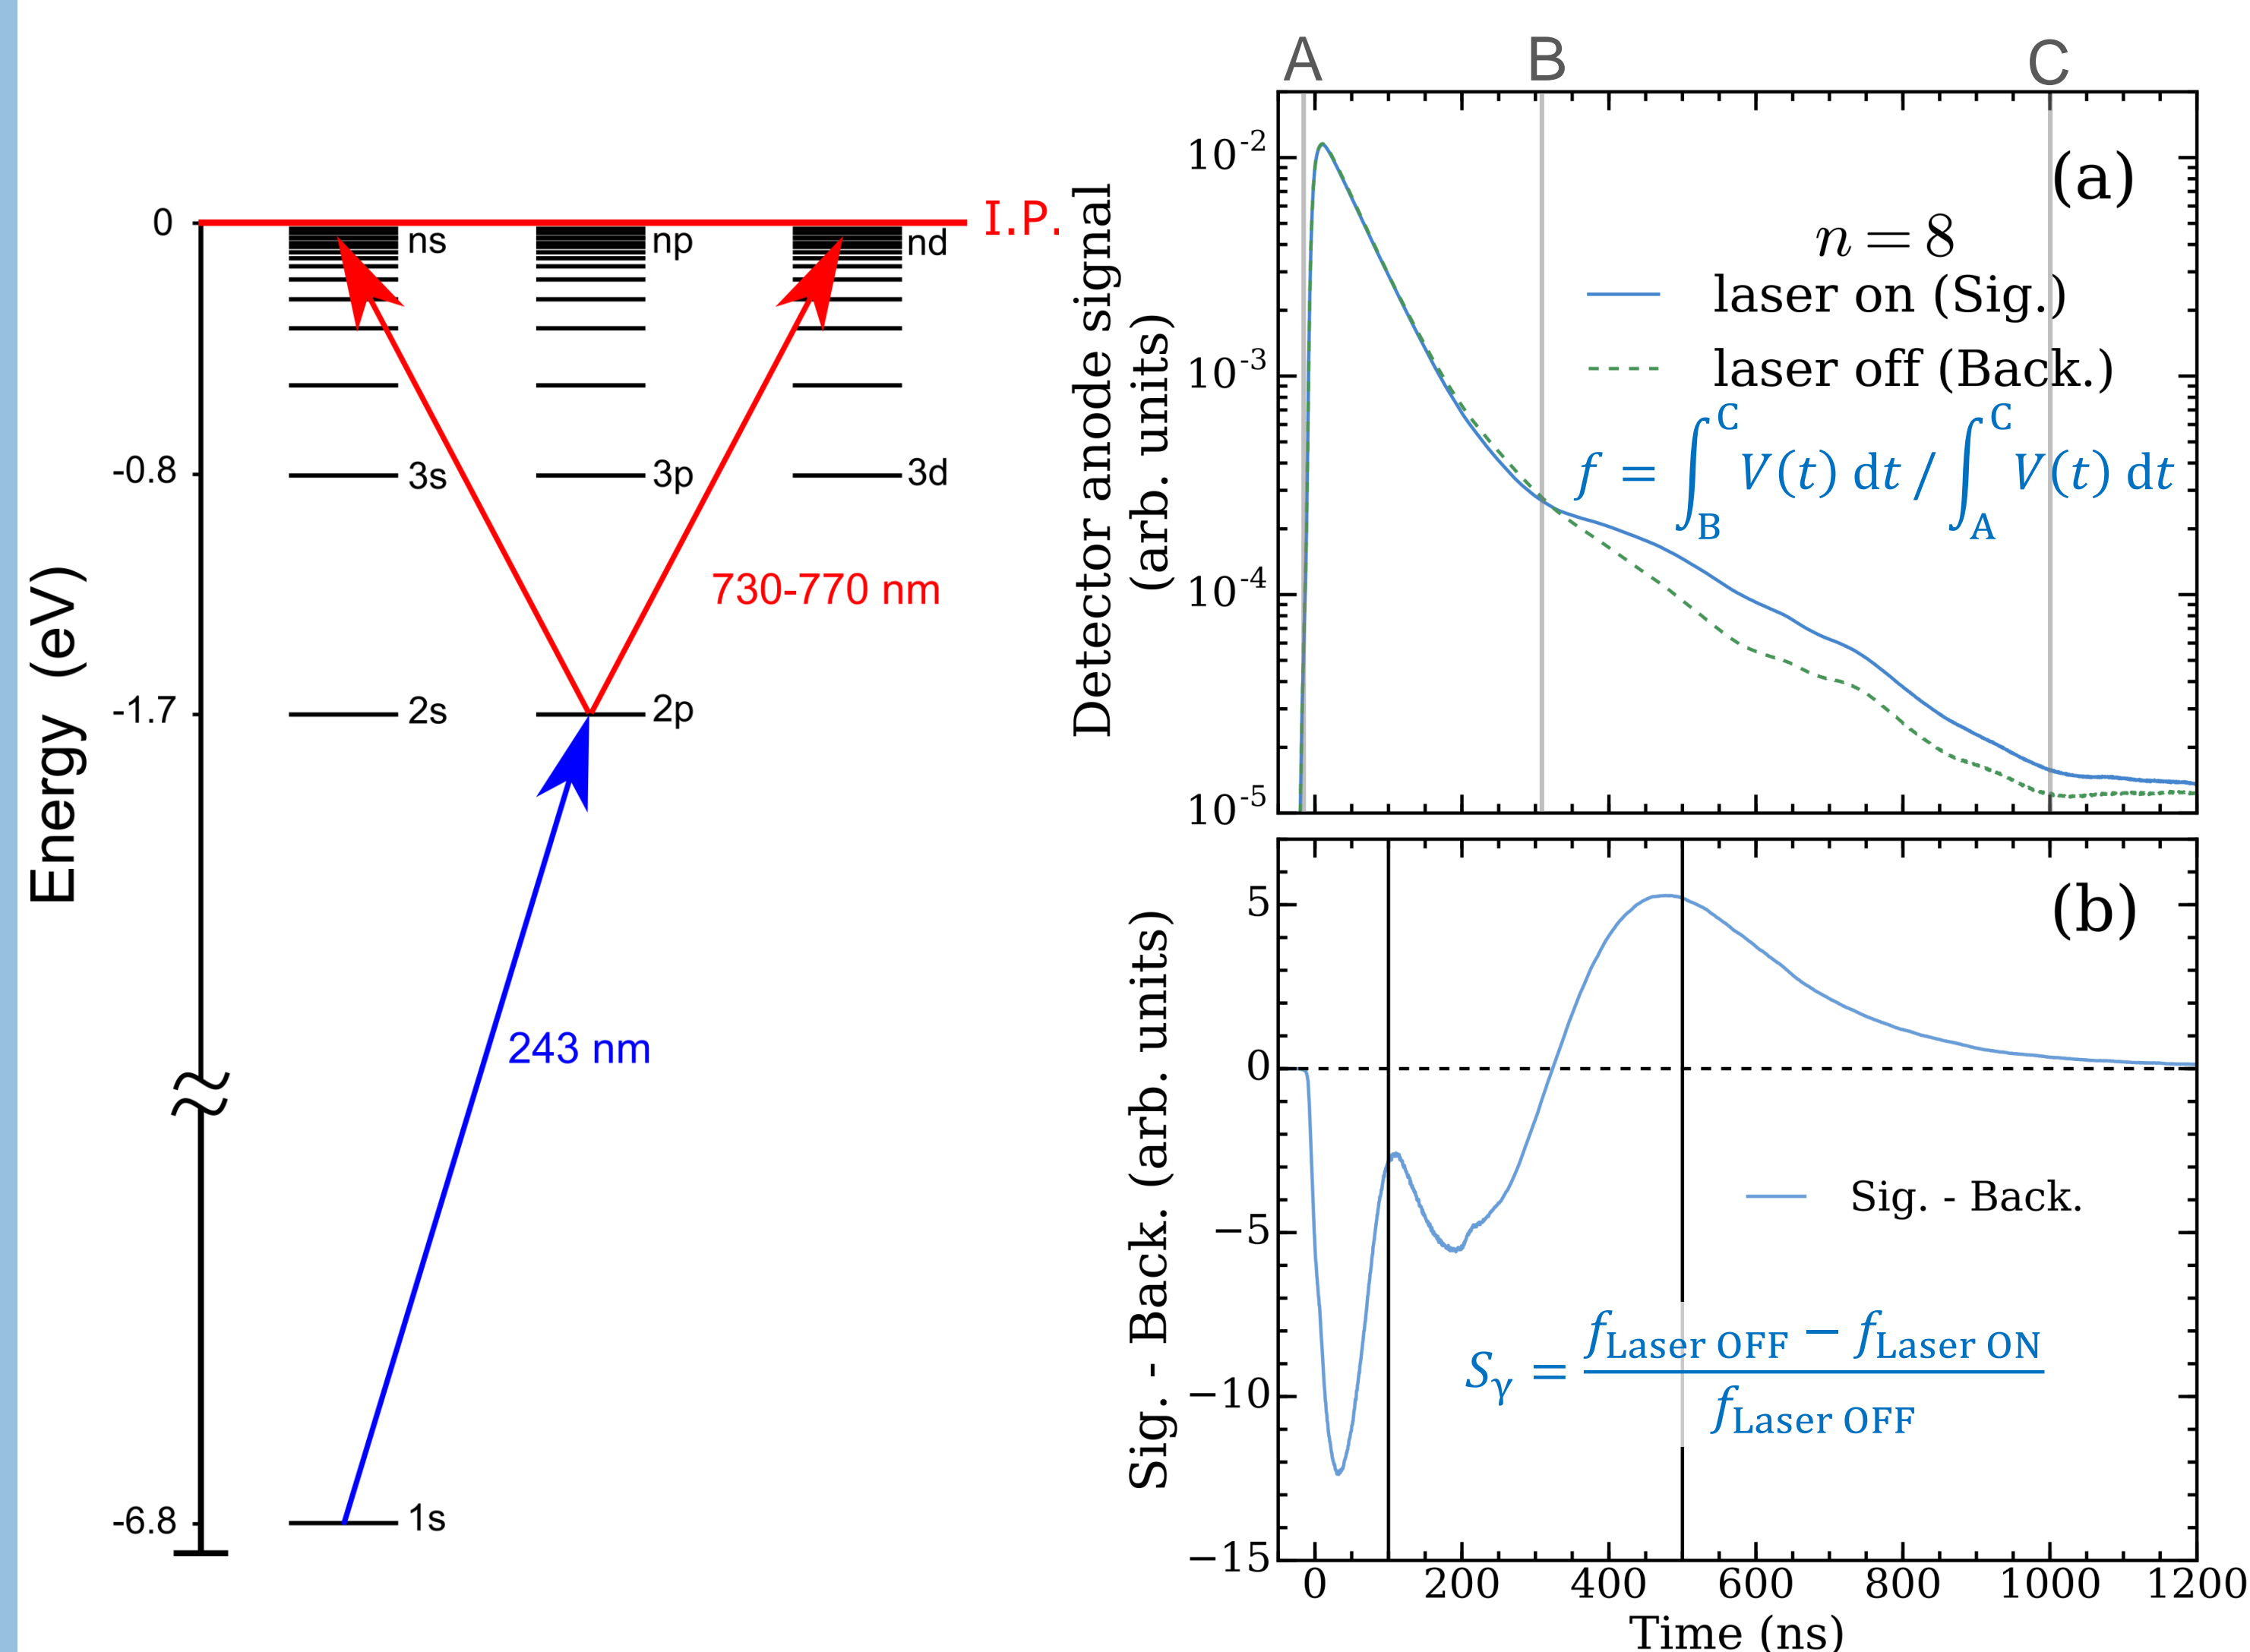 Energy (eV)
0
-0.8
-1.7
-6.8
I.P.
ns
np
nd
3s
3p
3d
2s
2p
1s
730-770 nm
243 nm
A
B
C
Detector anode signal
(arb. units)
10⁻²
10⁻³
10⁻⁴
10⁻⁵
(a)
n = 8
laser on (Sig.)
laser off (Back.)
f = ∫_B^C V(t) dt / ∫_A^C V(t) dt
Sig. - Back. (arb. units)
5
0
−5
−10
−15
(b)
Sig. - Back.
S_γ = (f_Laser OFF − f_Laser ON) / f_Laser OFF
0 200 400 600 800 1000 1200
Time (ns)